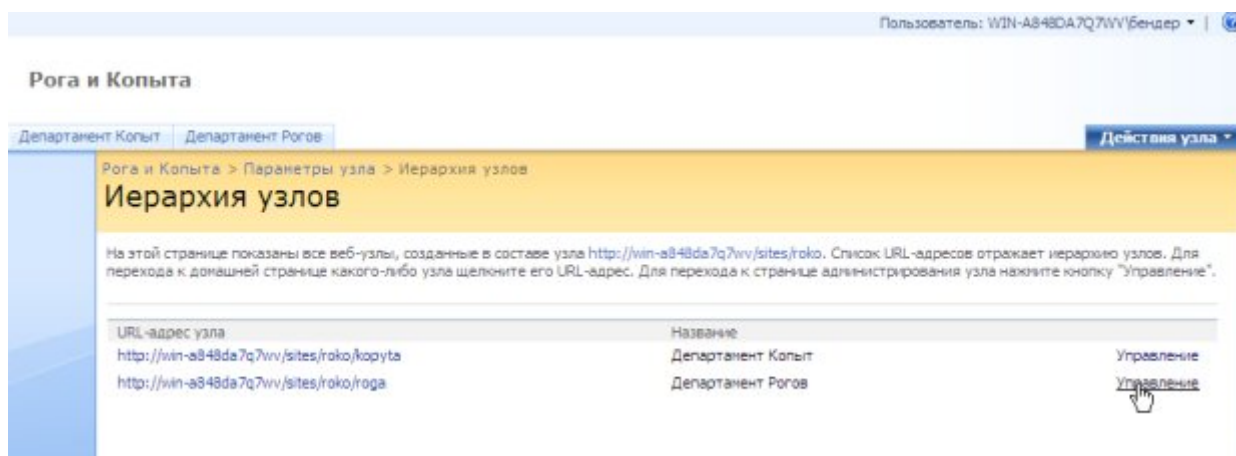 Пользователь: WIN-A848DA7Q7WV\бендер |
Рога и Копыта
Департамент Копыт Департамент Рогов Действия узла
Рога и Копыта > Параметры узла > Иерархия узлов
Иерархия узлов
На этой странице показаны все веб-узлы, созданные в составе узла http://win-a848da7q7wv/sites/roko. Список URL-адресов отражает иерархию узлов. Для
перехода к домашней странице какого-либо узла щелкните его URL-адрес. Для перехода к странице администрирования узла нажмите кнопку "Управление".
URL-адрес узла Название
http://win-a848da7q7wv/sites/roko/kopyta Департамент Копыт Управление
http://win-a848da7q7wv/sites/roko/roga Департамент Рогов Управление